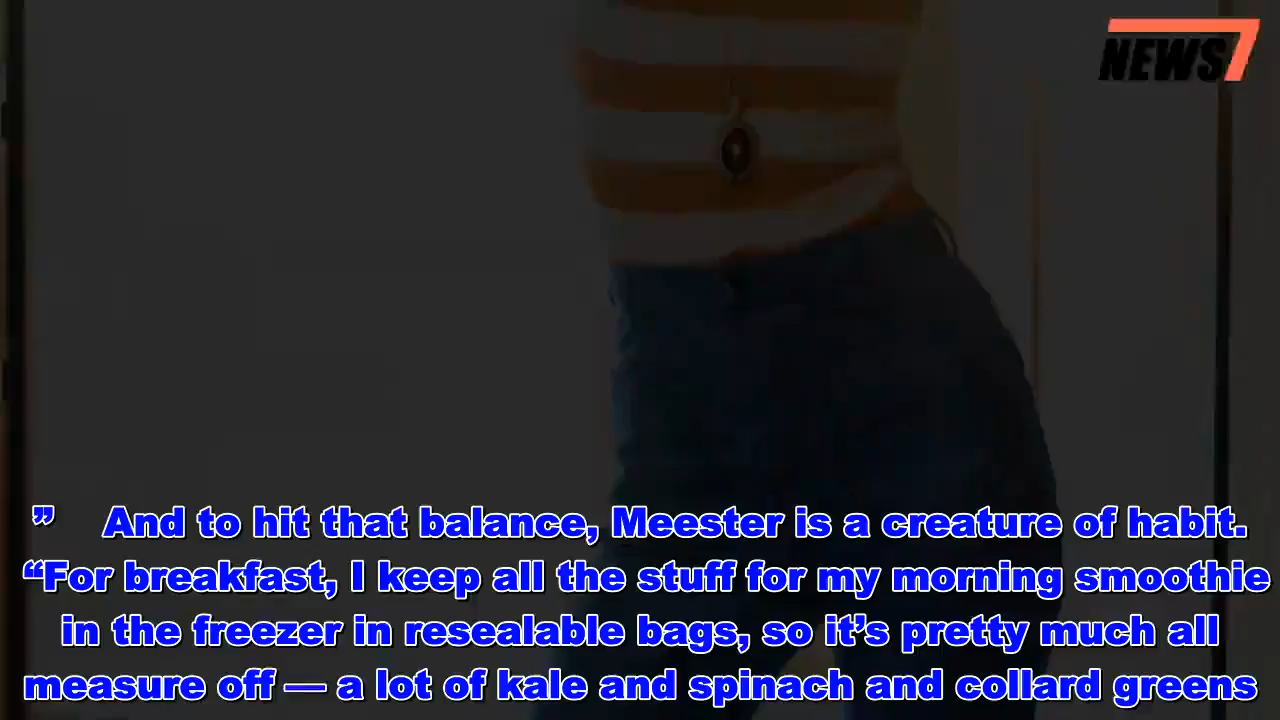 NEWS7
”    And to hit that balance, Meester is a creature of habit.
“For breakfast, I keep all the stuff for my morning smoothie
in the freezer in resealable bags, so it’s pretty much all
measure off — a lot of kale and spinach and collard greens